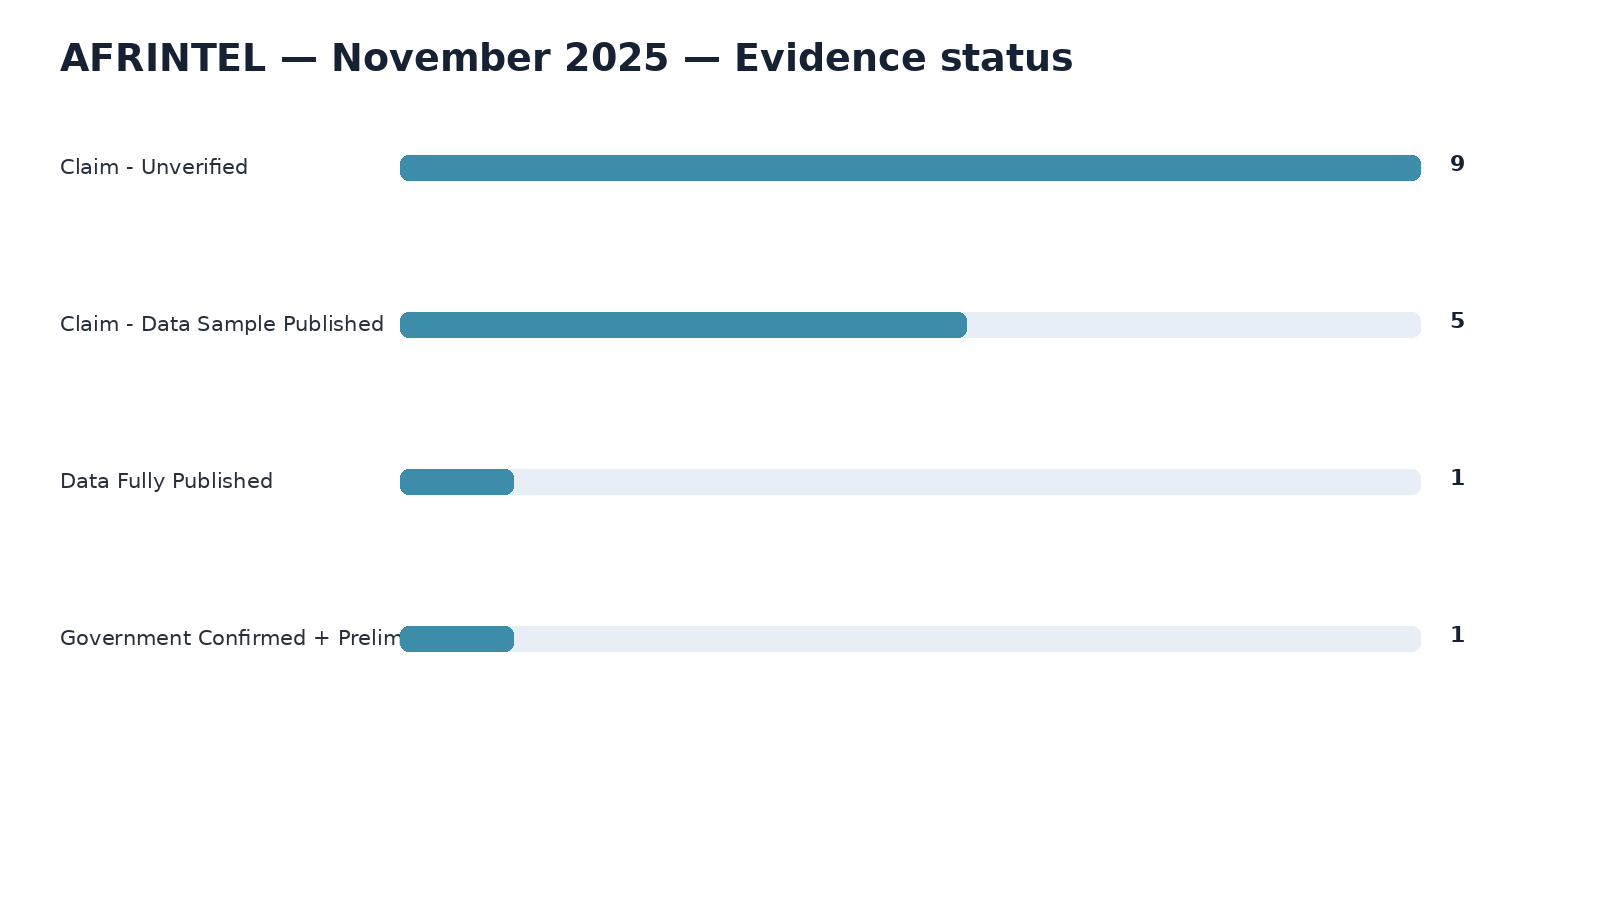 AFRINTEL — November 2025 — Evidence status
Claim - Unverified 9
Claim - Data Sample Published 5
Data Fully Published 1
Government Confirmed + Prelim 1